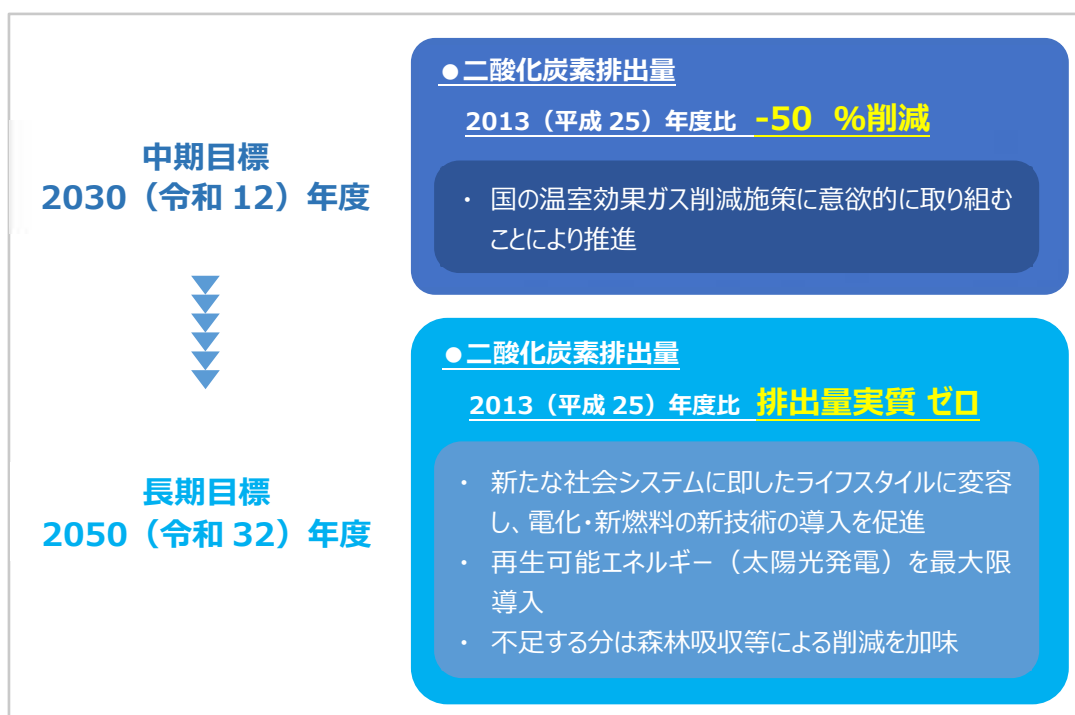 ●二酸化炭素排出量
2013（平成 25）年度比 -50 %削減
中期目標
2030（令和 12）年度
・ 国の温室効果ガス削減施策に意欲的に取り組む
ことにより推進
●二酸化炭素排出量
2013（平成 25）年度比 排出量実質 ゼロ
長期目標
2050（令和 32）年度
・ 新たな社会システムに即したライフスタイルに変容
し、電化・新燃料の新技術の導入を促進
・ 再生可能エネルギー（太陽光発電）を最大限
導入
・ 不足する分は森林吸収等による削減を加味